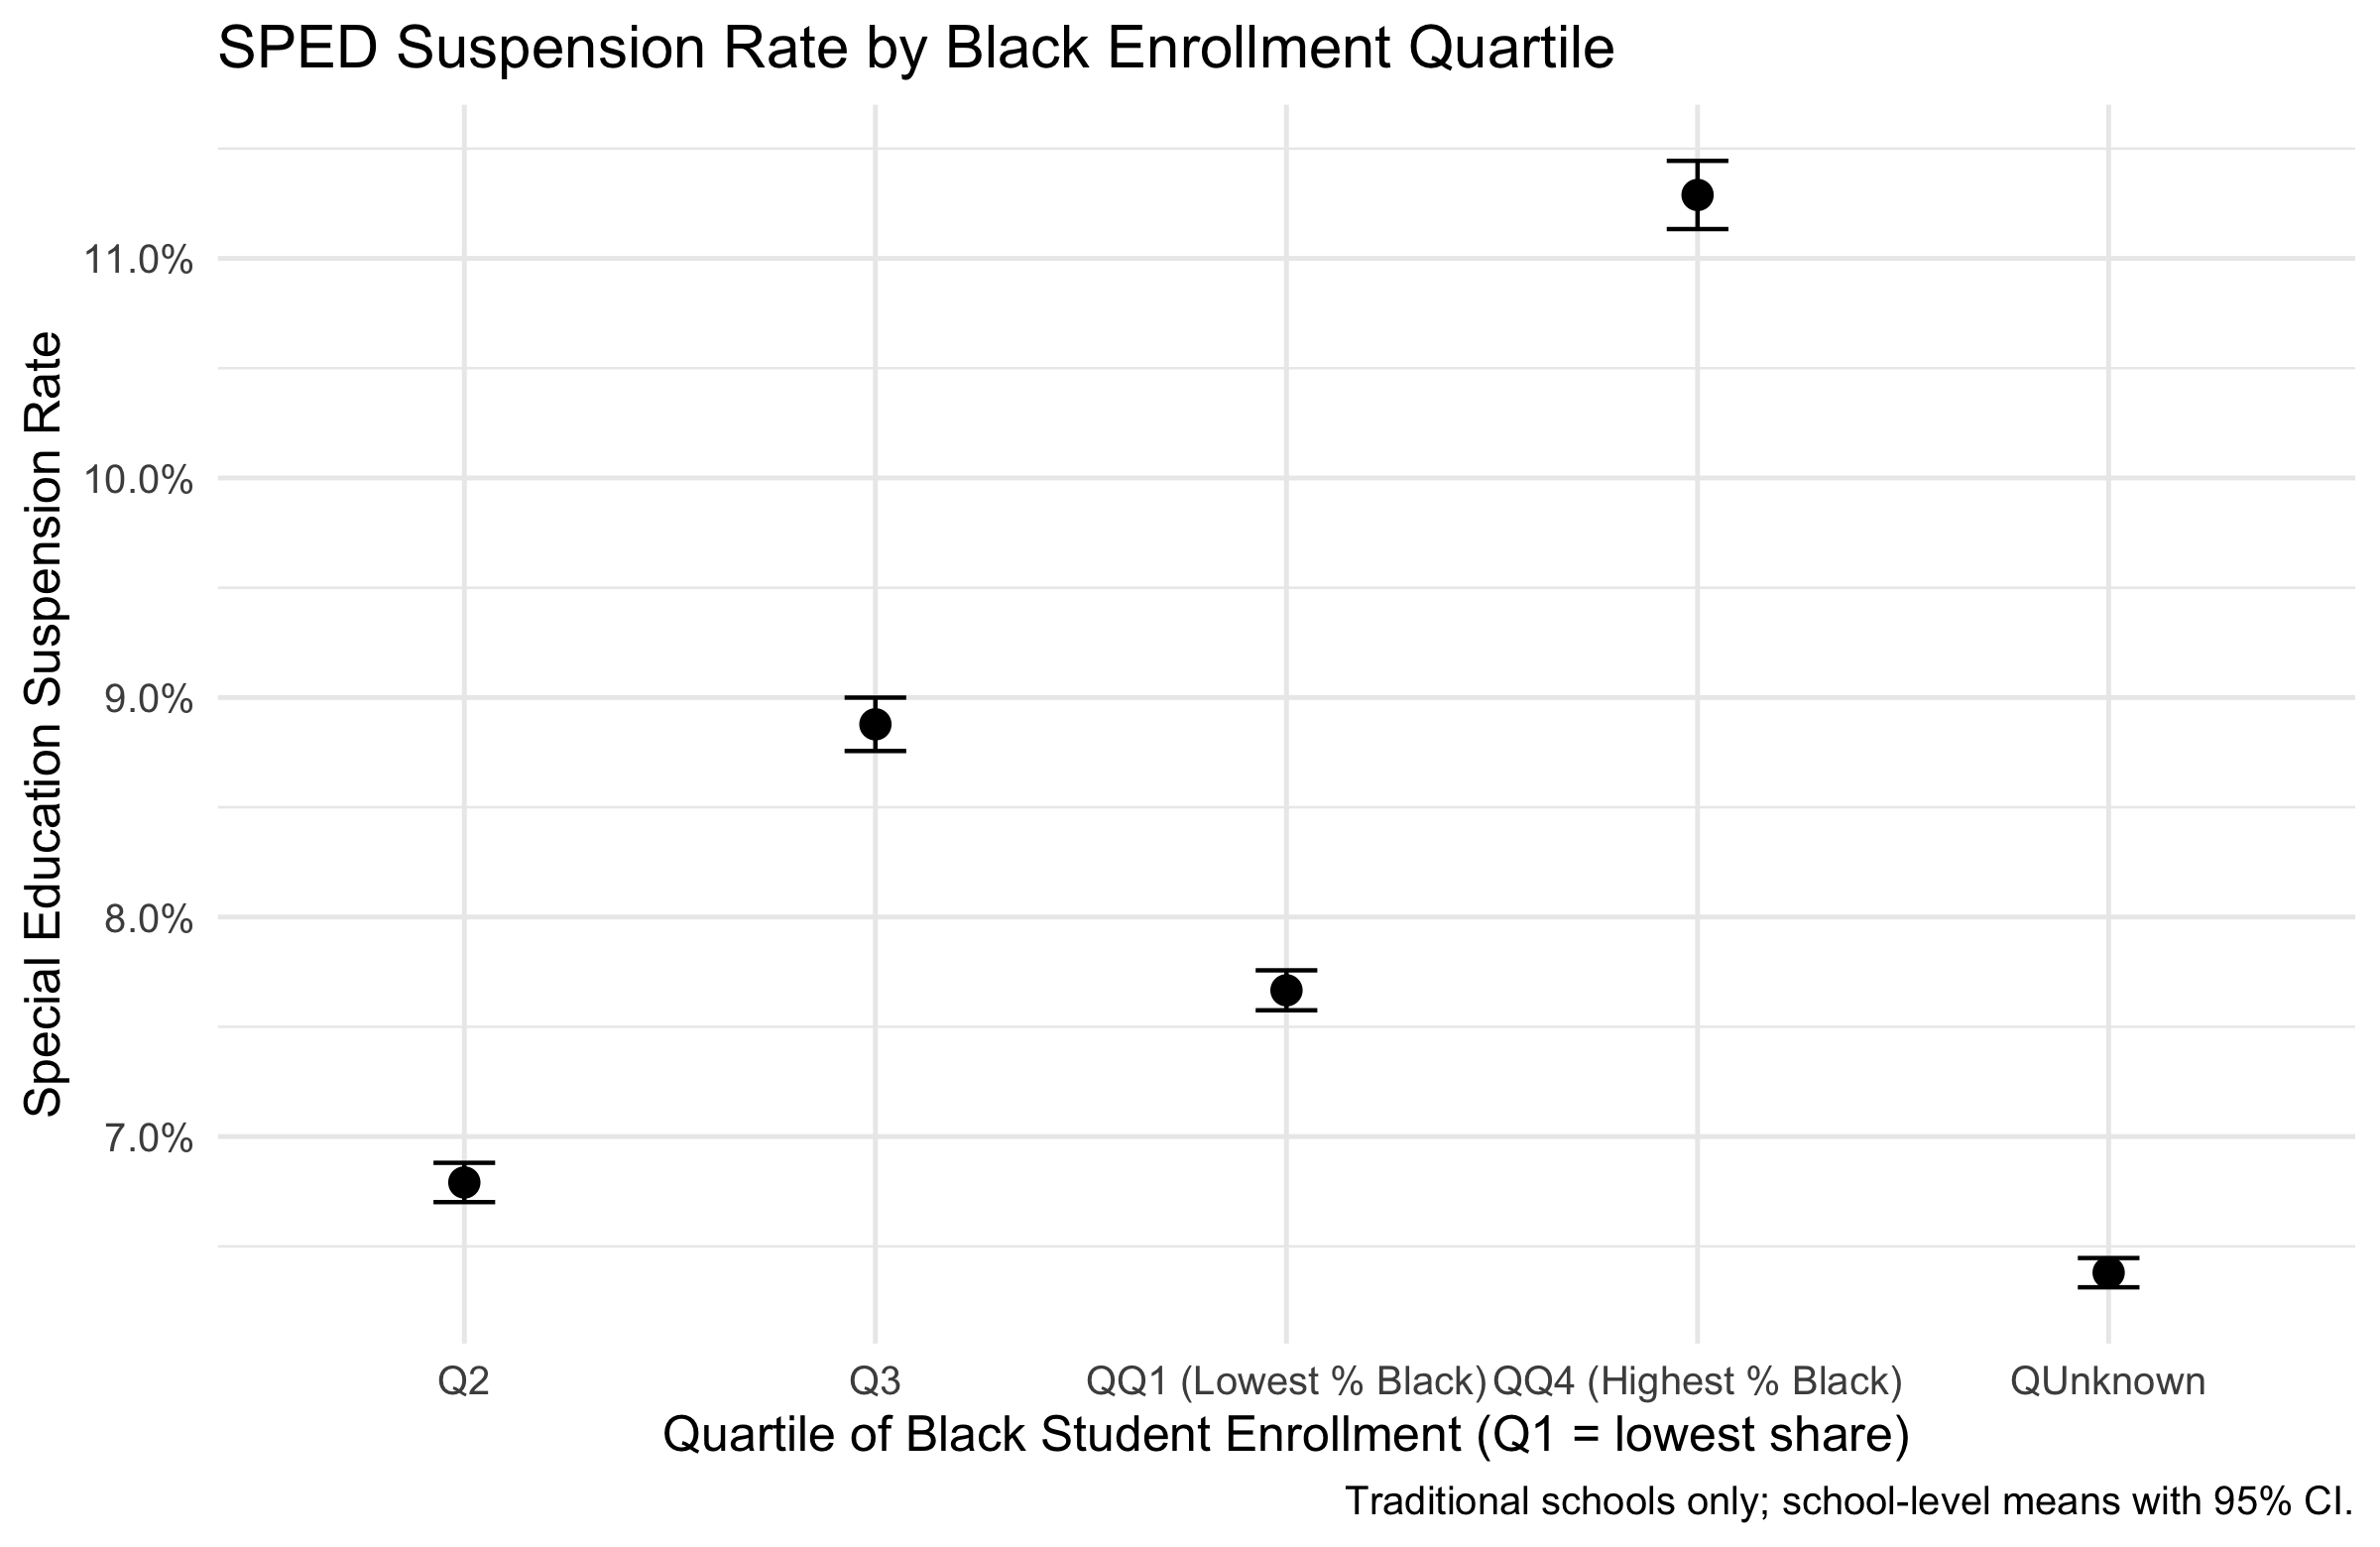 SPED Suspension Rate by Black Enrollment Quartile
Special Education Suspension Rate
11.0%
10.0%
9.0%
8.0%
7.0%
Q2
Q3
QQ1 (Lowest % Black)
QQ4 (Highest % Black)
QUnknown
Quartile of Black Student Enrollment (Q1 = lowest share)
Traditional schools only; school-level means with 95% CI.